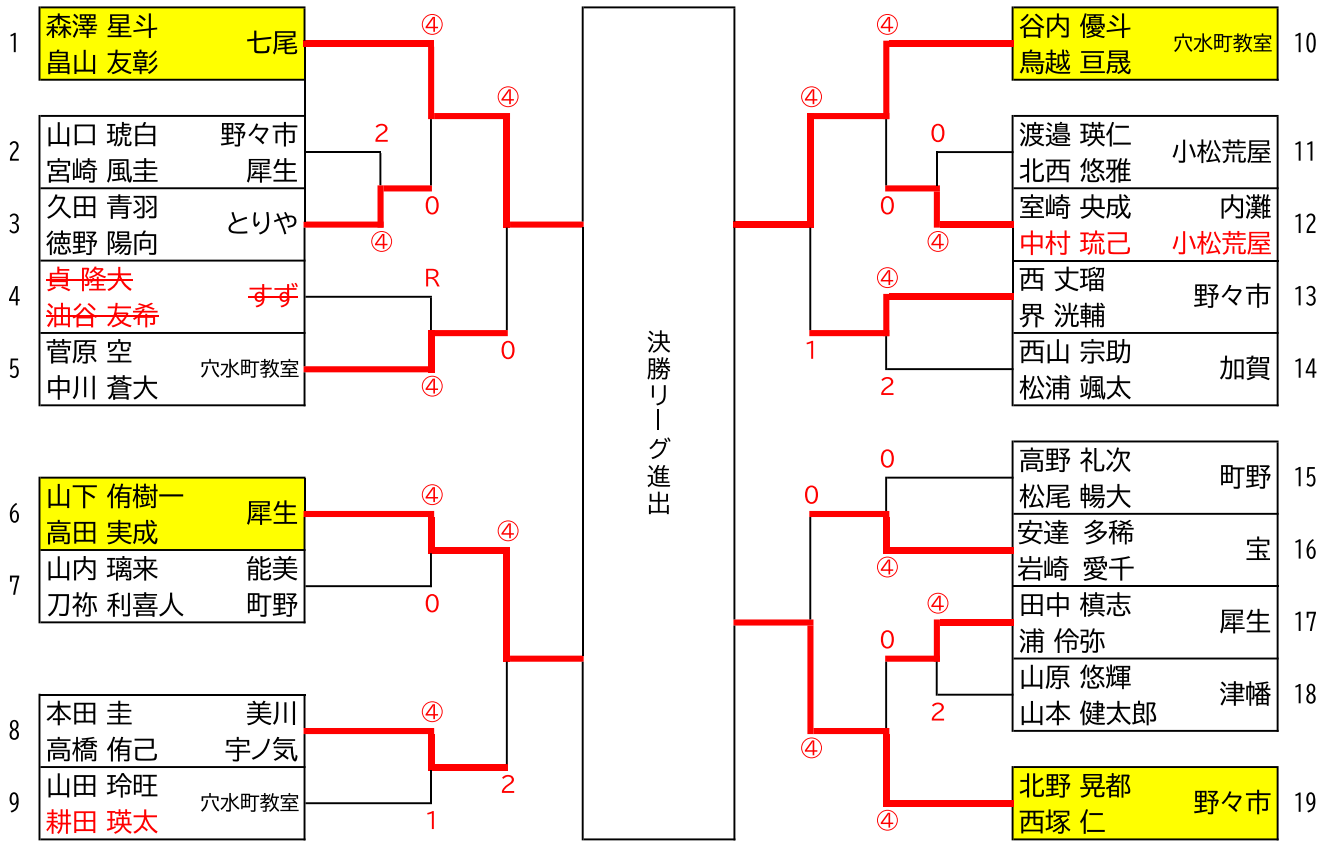 1
森澤 星斗
畠山 友彰
七尾
2
山口 琥白 野々市
宮崎 風圭 犀生
3
久田 青羽
徳野 陽向
とりや
4
貞 隆大
油谷 友希
すず
5
菅原 空
中川 蒼大
穴水町教室
6
山下 侑樹一
高田 実成
犀生
7
山内 璃来 能美
刀祢 利喜人 町野
8
本田 圭 美川
高橋 侑己 宇ノ気
9
山田 玲旺
耕田 瑛太
穴水町教室
④
④
2
0
④
R
0
④
④
④
0
④
2
1
決勝リーグ進出
④
④
0
0
④
④
1
2
0
0
④
④
0
2
④
④
谷内 優斗
鳥越 亘晟
穴水町教室
10
渡邉 瑛仁
北西 悠雅
小松荒屋
11
室崎 央成 内灘
中村 琉己 小松荒屋
12
西 丈瑠
界 洸輔
野々市
13
西山 宗助
松浦 颯太
加賀
14
高野 礼次
松尾 暢大
町野
15
安達 多稀
岩崎 愛千
宝
16
田中 槙志
浦 伶弥
犀生
17
山原 悠輝
山本 健太郎
津幡
18
北野 晃都
西塚 仁
野々市
19